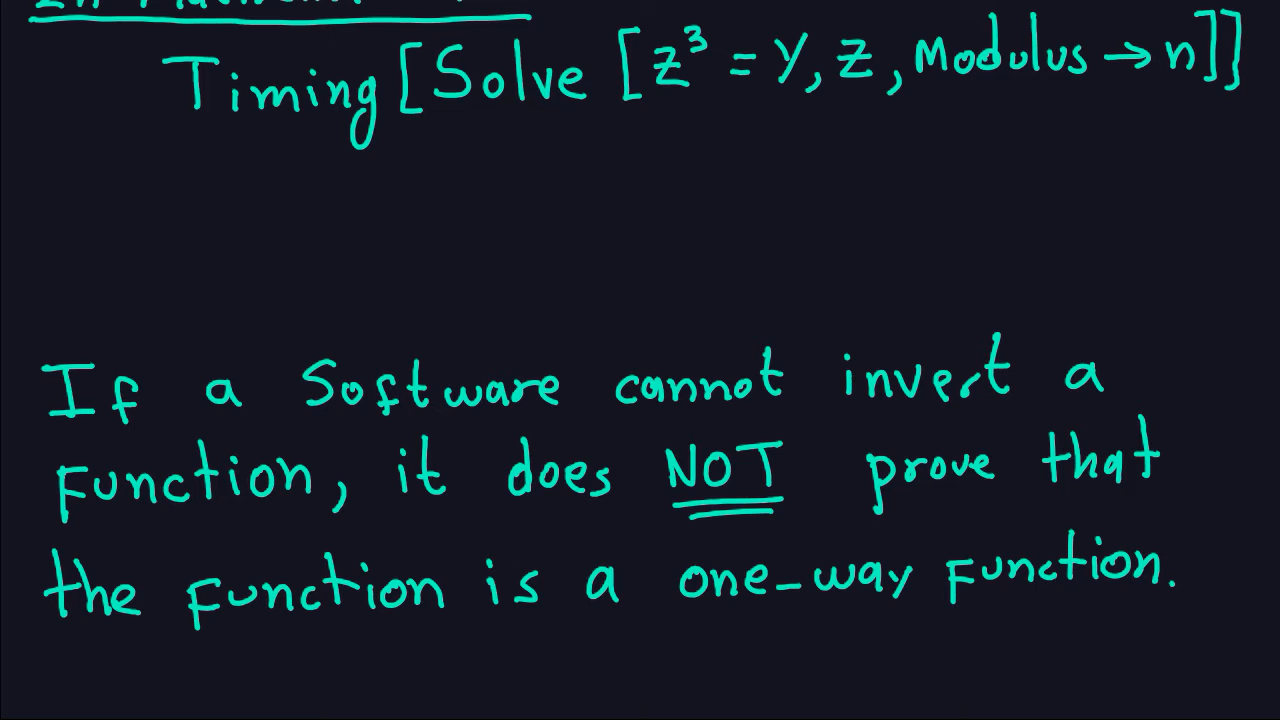 In
Timing[Solve[z³ = Y, z, Modulus → n]]
If a Software cannot invert a
function, it does NOT prove that
the function is a one-way function.